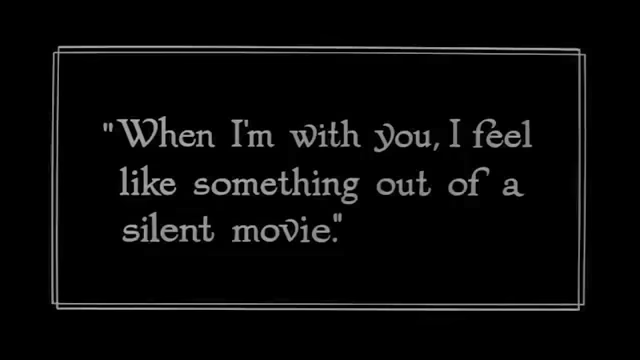 "When I'm with you, I feel
like something out of a
silent movie."